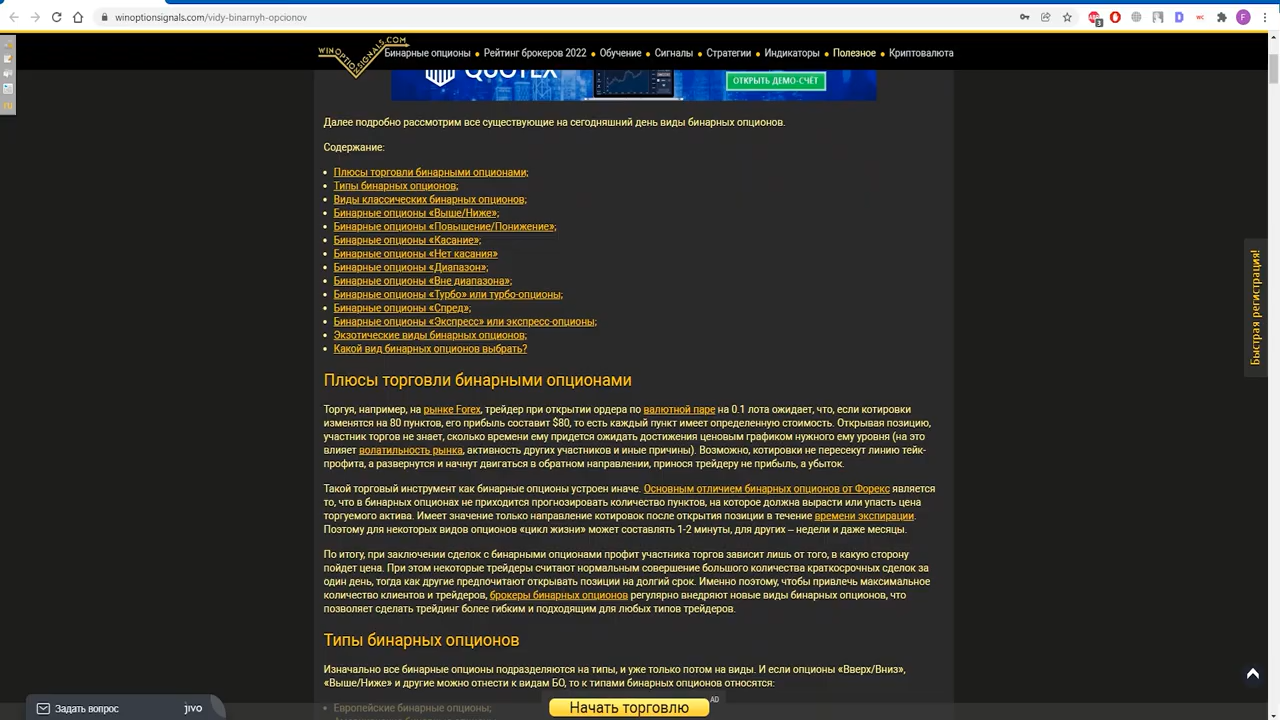 winoptionsignals.com/vidy-binarnyh-opcionov
WINOPTIONSIGNALS.COM
Бинарные опционы • Рейтинг брокеров 2022 • Обучение • Сигналы • Стратегии • Индикаторы • Полезное • Криптовалюта
QUOTEX
ОТКРЫТЬ ДЕМО-СЧЁТ
Далее подробно рассмотрим все существующие на сегодняшний день виды бинарных опционов.
Содержание:
• Плюсы торговли бинарными опционами;
• Типы бинарных опционов;
• Виды классических бинарных опционов;
• Бинарные опционы «Выше/Ниже»;
• Бинарные опционы «Повышение/Понижение»;
• Бинарные опционы «Касание»;
• Бинарные опционы «Нет касания»
• Бинарные опционы «Диапазон»;
• Бинарные опционы «Вне диапазона»;
• Бинарные опционы «Турбо» или турбо-опционы;
• Бинарные опционы «Спред»;
• Бинарные опционы «Экспресс» или экспресс-опционы;
• Экзотические виды бинарных опционов;
• Какой вид бинарных опционов выбрать?
Плюсы торговли бинарными опционами
Торгуя, например, на рынке Forex, трейдер при открытии ордера по валютной паре на 0.1 лота ожидает, что, если котировки
изменятся на 80 пунктов, его прибыль составит $80, то есть каждый пункт имеет определенную стоимость. Открывая позицию,
участник торгов не знает, сколько времени ему придется ожидать достижения ценовым графиком нужного ему уровня (на это
влияет волатильность рынка, активность других участников и иные причины). Возможно, котировки не пересекут линию тейк-
профита, а развернутся и начнут двигаться в обратном направлении, принося трейдеру не прибыль, а убыток.
Такой торговый инструмент как бинарные опционы устроен иначе. Основным отличием бинарных опционов от Форекс является
то, что в бинарных опционах не приходится прогнозировать количество пунктов, на которое должна вырасти или упасть цена
торгуемого актива. Имеет значение только направление котировок после открытия позиции в течение времени экспирации.
Поэтому для некоторых видов опционов «цикл жизни» может составлять 1-2 минуты, для других – недели и даже месяцы.
По итогу, при заключении сделок с бинарными опционами профит участника торгов зависит лишь от того, в какую сторону
пойдет цена. При этом некоторые трейдеры считают нормальным совершение большого количества краткосрочных сделок за
один день, тогда как другие предпочитают открывать позиции на долгий срок. Именно поэтому, чтобы привлечь максимальное
количество клиентов и трейдеров, брокеры бинарных опционов регулярно внедряют новые виды бинарных опционов, что
позволяет сделать трейдинг более гибким и подходящим для любых типов трейдеров.
Типы бинарных опционов
Изначально все бинарные опционы подразделяются на типы, и уже только потом на виды. И если опционы «Вверх/Вниз»,
«Выше/Ниже» и другие можно отнести к видам БО, то к типами бинарных опционов относятся:
• Европейские бинарные опционы;
Быстрая регистрация!
Задать вопрос
jivo
Начать торговлю
AD
ru
3
F